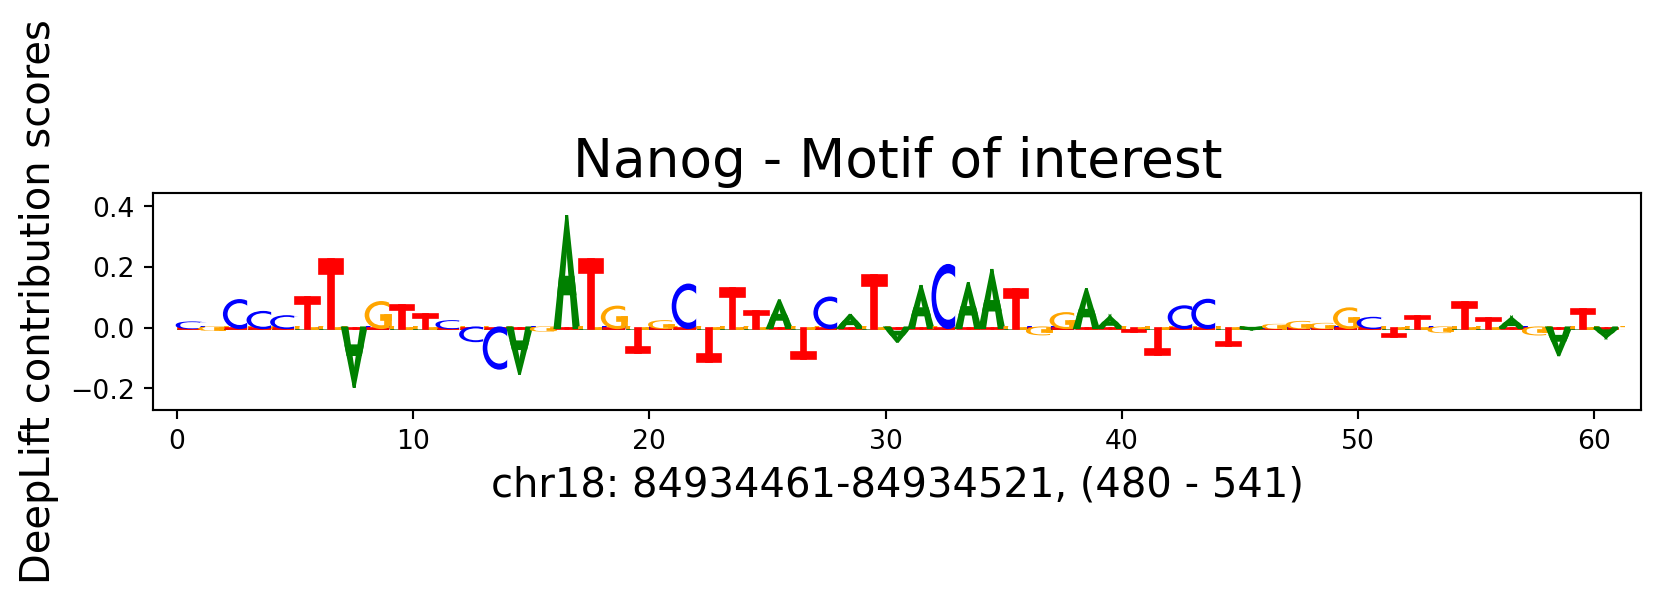 Nanog - Motif of interest
DeepLift contribution scores
0.4
0.2
0.0
−0.2
0 10 20 30 40 50 60
chr18: 84934461-84934521, (480 - 541)